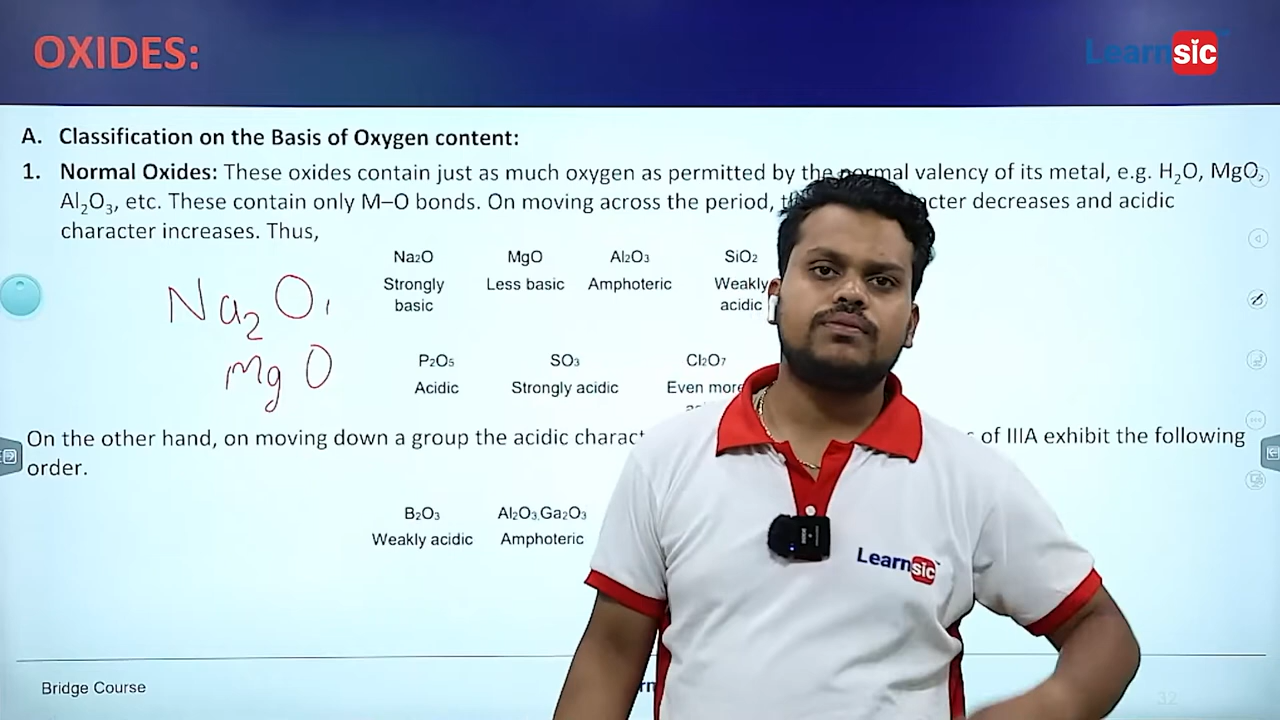 OXIDES:
Learnsic
A. Classification on the Basis of Oxygen content:
1. Normal Oxides: These oxides contain just as much oxygen as permitted by the normal valency of its metal, e.g. H₂O, MgO,
Al₂O₃, etc. These contain only M–O bonds. On moving across the period, decreases and acidic
character increases. Thus,
Na₂O MgO Al₂O₃ SiO₂
Strongly Less basic Amphoteric Weakly
basic acidic
Na₂O,
MgO
P₂O₅ SO₃ Cl₂O₇
Acidic Strongly acidic Even more
On the other hand, on moving down a group the acidic of IIIA exhibit the following
order.
B₂O₃ Al₂O₃,Ga₂O₃
Weakly acidic Amphoteric
Learnsic
Bridge Course
32